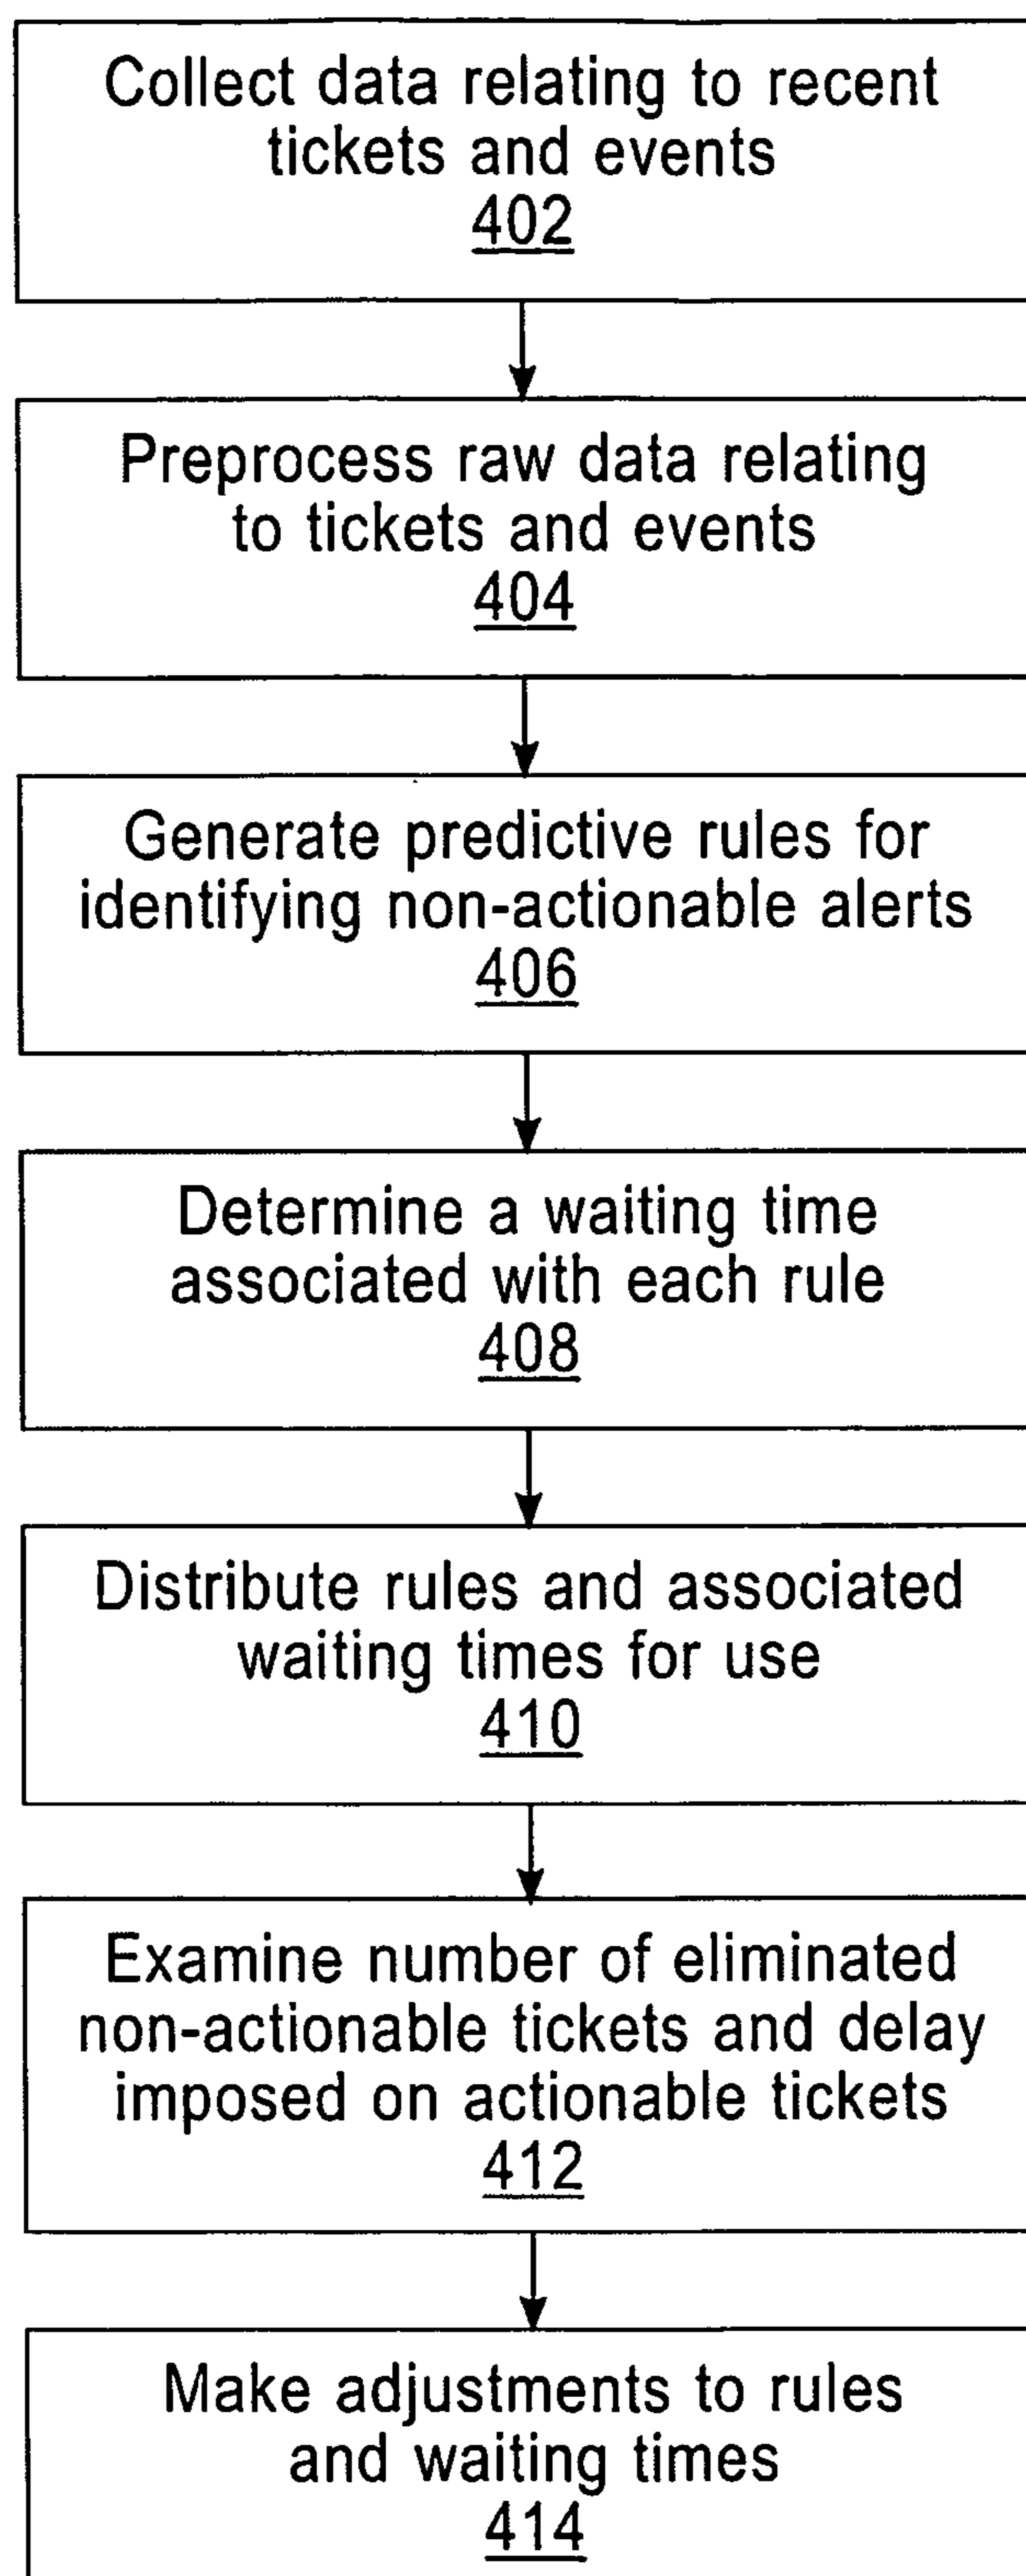 Collect data relating to recent
tickets and events
402
Preprocess raw data relating
to tickets and events
404
Generate predictive rules for
identifying non-actionable alerts
406
Determine a waiting time
associated with each rule
408
Distribute rules and associated
waiting times for use
410
Examine number of eliminated
non-actionable tickets and delay
imposed on actionable tickets
412
Make adjustments to rules
and waiting times
414